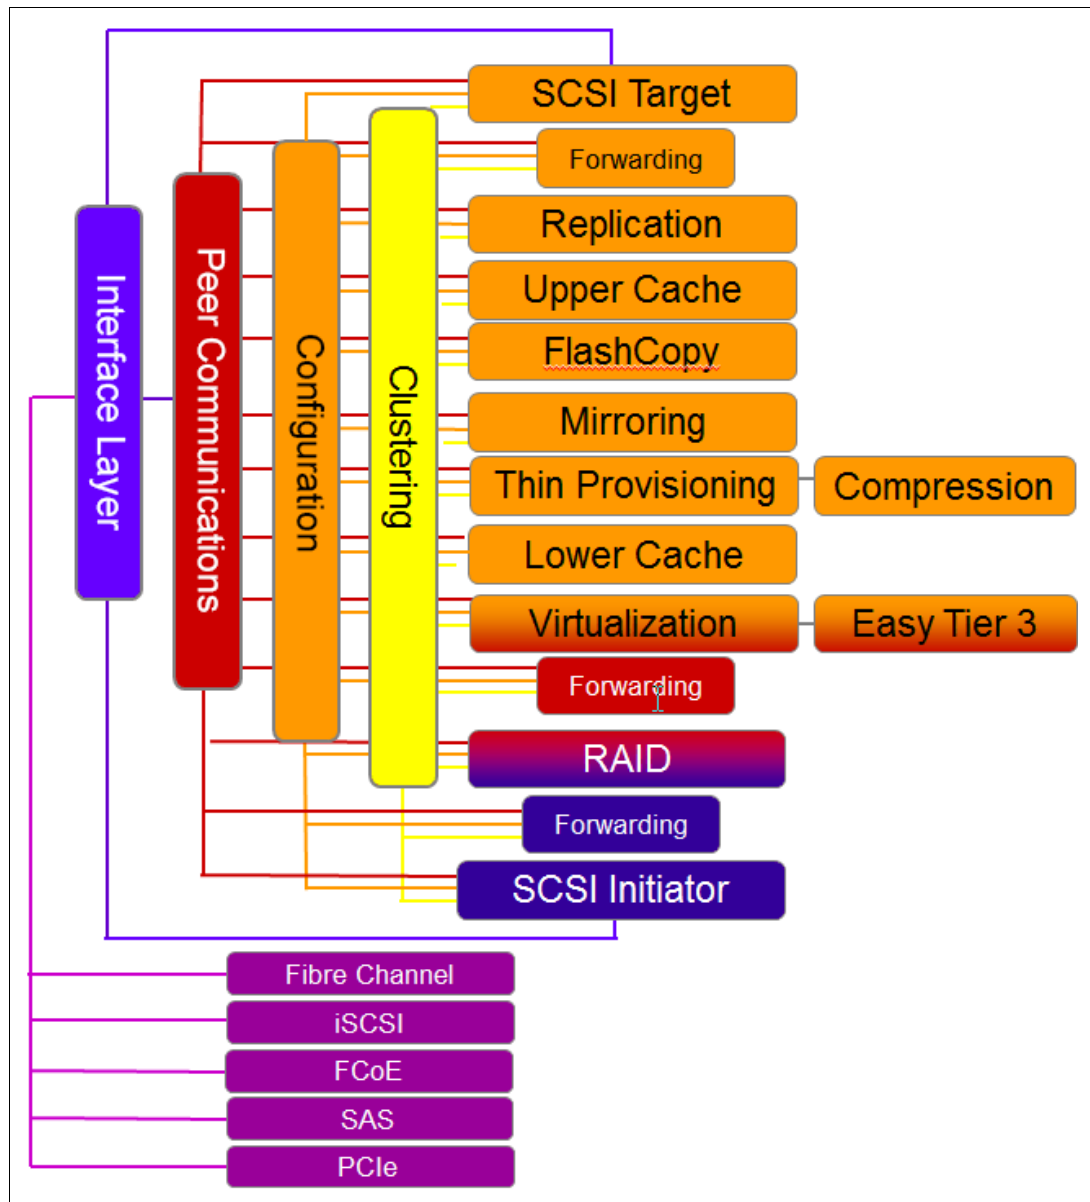 SCSI Target
Forwarding
Replication
Upper Cache
FlashCopy
Mirroring
Thin Provisioning
Compression
Lower Cache
Virtualization
Easy Tier 3
Forwarding
RAID
Forwarding
SCSI Initiator
Interface Layer
Peer Communications
Configuration
Clustering
Fibre Channel
iSCSI
FCoE
SAS
PCIe